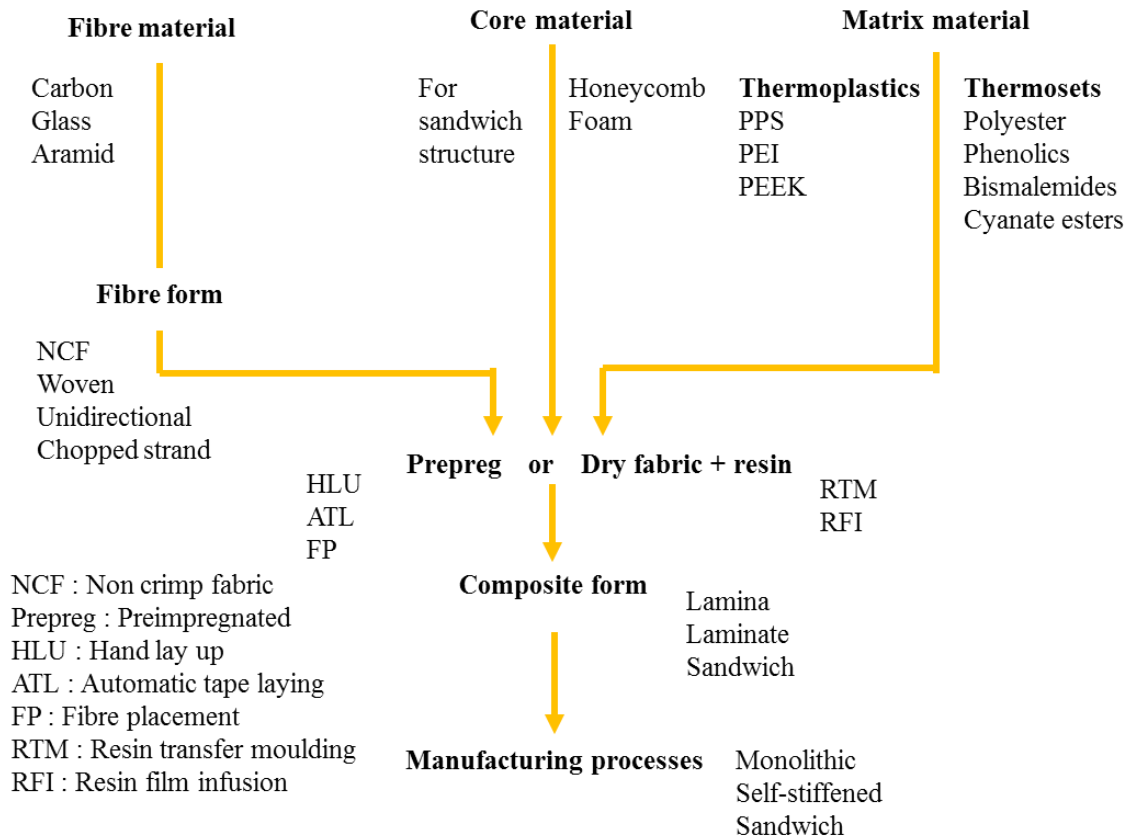 Fibre material
Carbon
Glass
Aramid
Core material
For
sandwich
structure
Honeycomb
Foam
Matrix material
Thermoplastics
PPS
PEI
PEEK
Thermosets
Polyester
Phenolics
Bismalemides
Cyanate esters
Fibre form
NCF
Woven
Unidirectional
Chopped strand
Prepreg or Dry fabric + resin
HLU
ATL
FP
RTM
RFI
Composite form
Lamina
Laminate
Sandwich
NCF : Non crimp fabric
Prepreg : Preimpregnated
HLU : Hand lay up
ATL : Automatic tape laying
FP : Fibre placement
RTM : Resin transfer moulding
RFI : Resin film infusion
Manufacturing processes
Monolithic
Self-stiffened
Sandwich